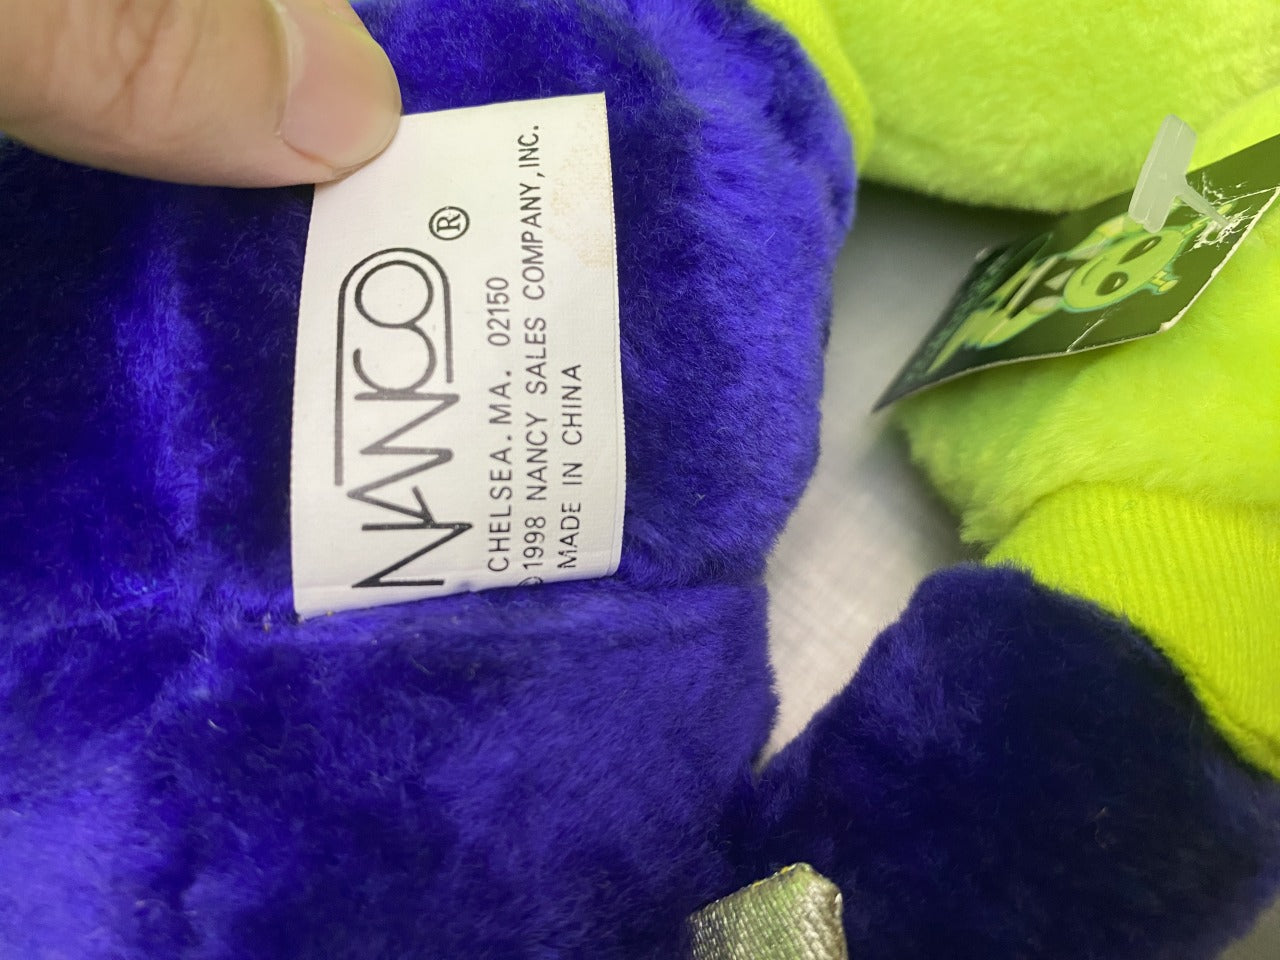 NANCO®
CHELSEA. MA. 02150
©1998 NANCY SALES COMPANY, INC.
MADE IN CHINA